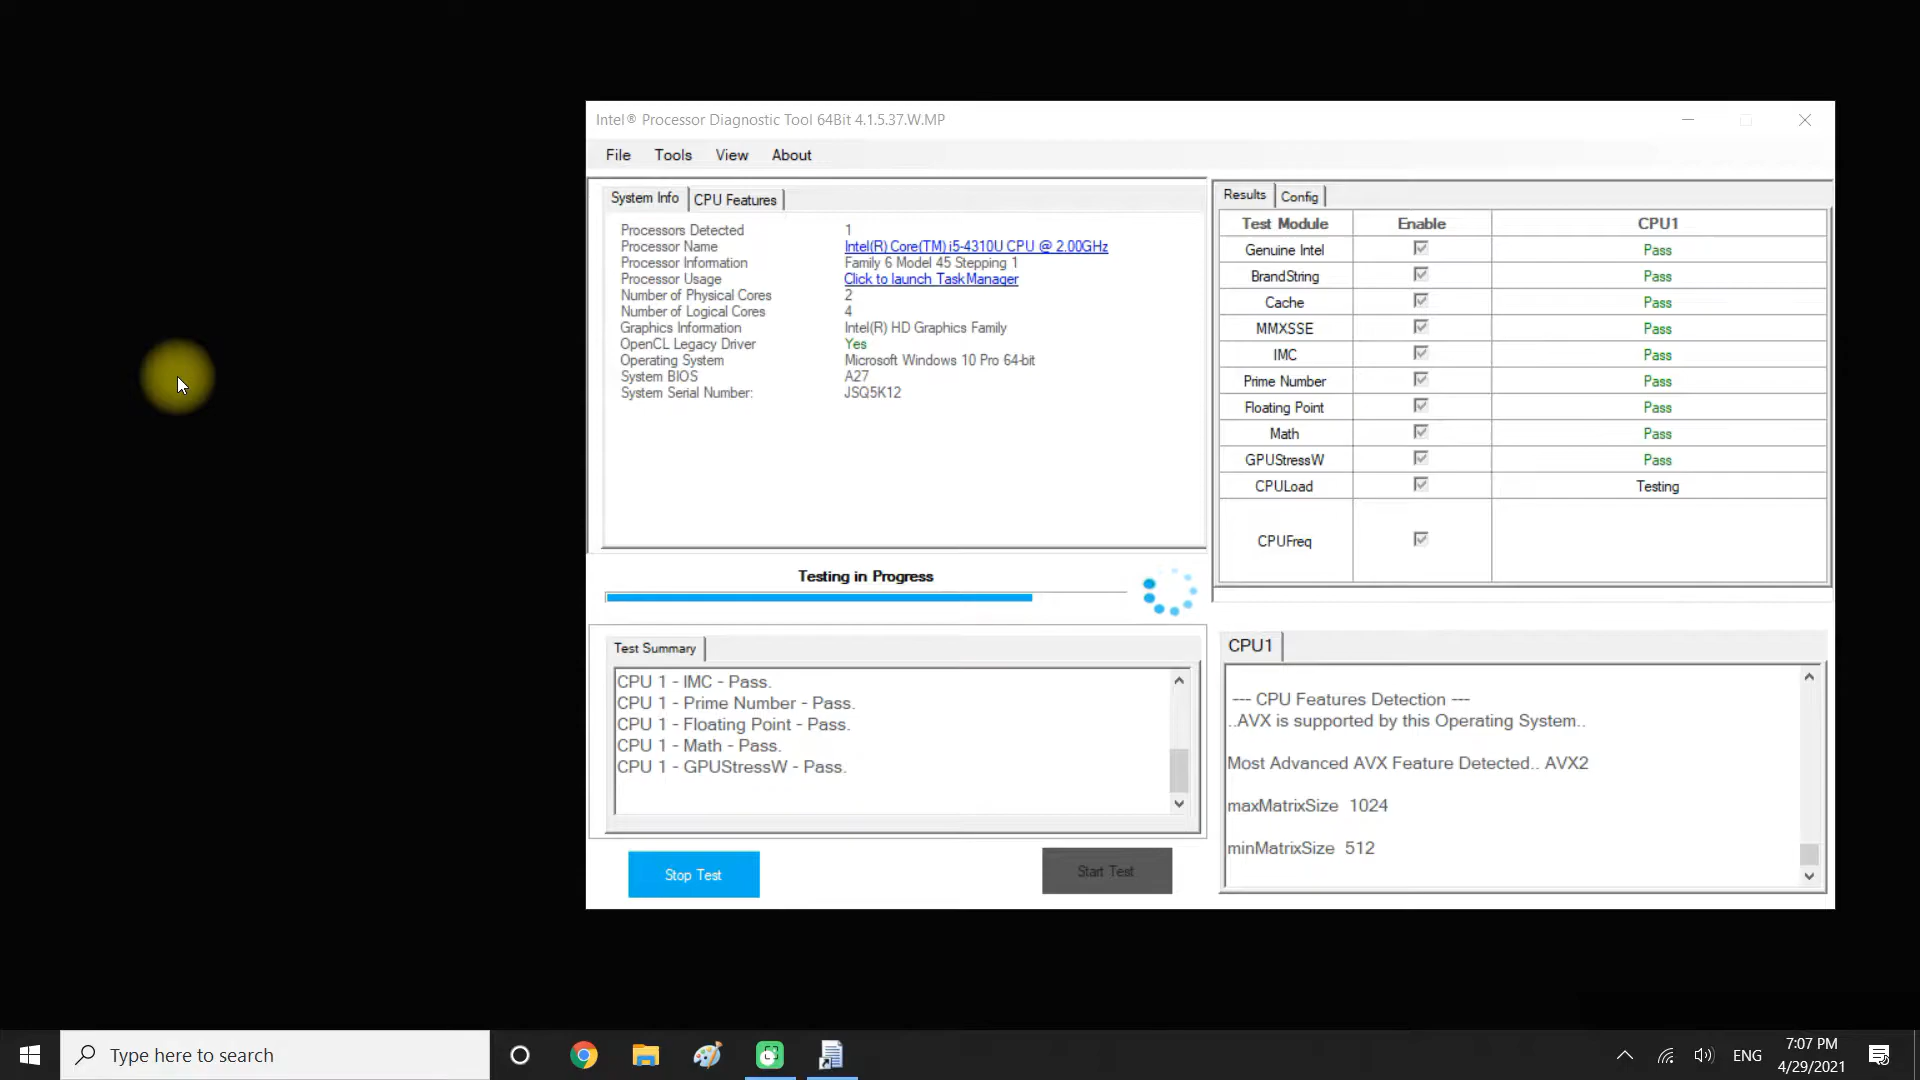 Intel® Processor Diagnostic Tool 64Bit 4.1.5.37.W.MP
File Tools View About
System Info CPU Features
Processors Detected 1
Processor Name Intel(R) Core(TM) i5-4310U CPU @ 2.00GHz
Processor Information Family 6 Model 45 Stepping 1
Processor Usage Click to launch TaskManager
Number of Physical Cores 2
Number of Logical Cores 4
Graphics Information Intel(R) HD Graphics Family
OpenCL Legacy Driver Yes
Operating System Microsoft Windows 10 Pro 64-bit
System BIOS A27
System Serial Number: JSQ5K12
Results Config
Test Module Enable CPU1
Genuine Intel Pass
BrandString Pass
Cache Pass
MMXSSE Pass
IMC Pass
Prime Number Pass
Floating Point Pass
Math Pass
GPUStressW Pass
CPULoad Testing
CPUFreq
Testing in Progress
Test Summary
CPU 1 - IMC - Pass.
CPU 1 - Prime Number - Pass.
CPU 1 - Floating Point - Pass.
CPU 1 - Math - Pass.
CPU 1 - GPUStressW - Pass.
Stop Test Start Test
CPU1
--- CPU Features Detection ---
..AVX is supported by this Operating System..
Most Advanced AVX Feature Detected.. AVX2
maxMatrixSize 1024
minMatrixSize 512
Type here to search
ENG
7:07 PM
4/29/2021